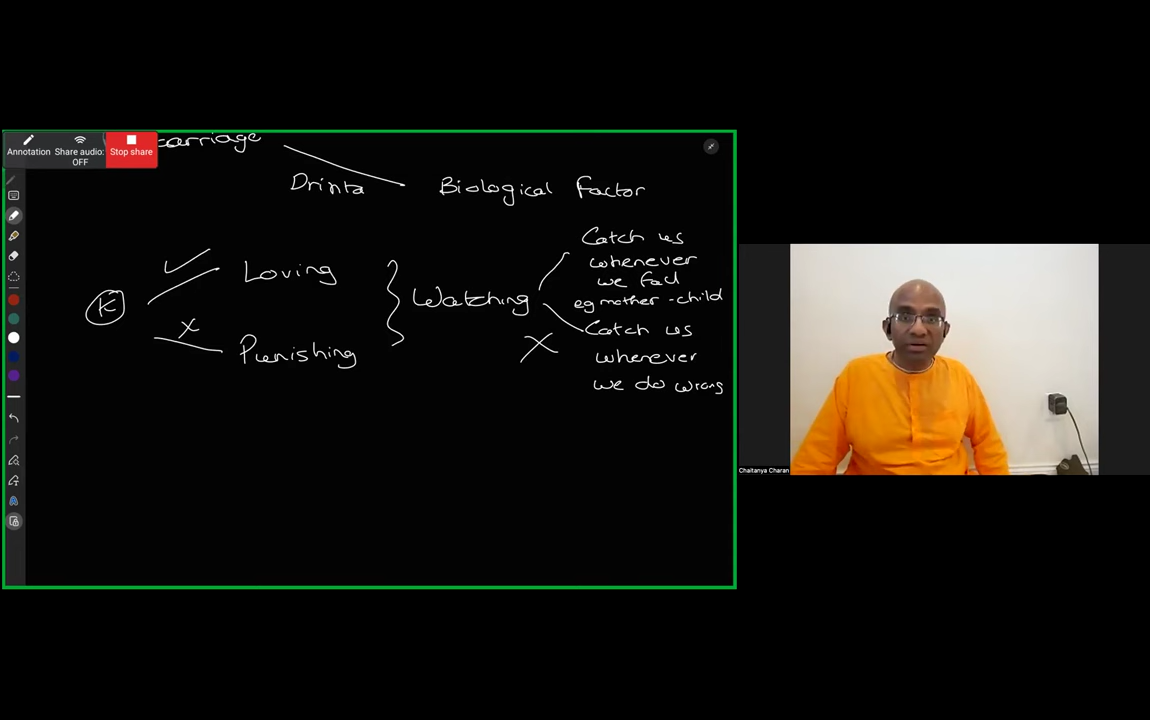 Annotation
Share audio:
OFF
Stop share
carriage
Drinta
Biological Factor
Catch us
whenever
we fall
eg mother - child
Loving
K
Watching
Punishing
Catch us
whenever
we do wrong
Chaitanya Charan